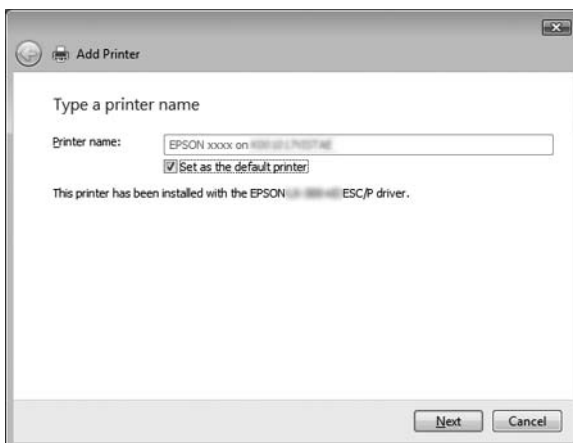 Add Printer
Type a printer name
Printer name:
EPSON xxxx on
Set as the default printer
This printer has been installed with the EPSON ESC/P driver.
Next
Cancel